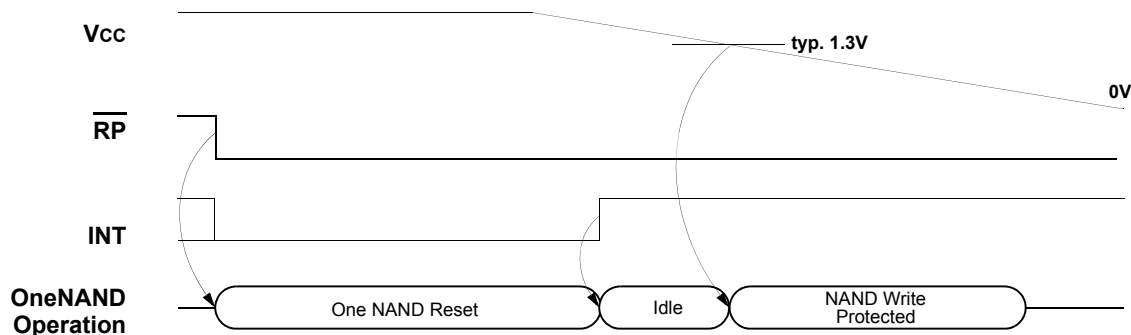 Vcc
typ. 1.3V
0V
RP
INT
OneNAND
Operation
One NAND Reset
Idle
NAND Write
Protected